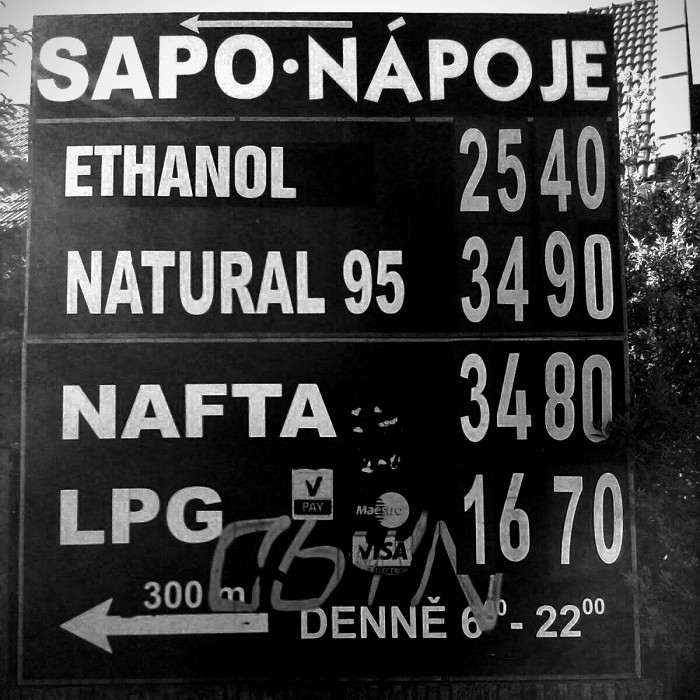 SAPO·NÁPOJE
ETHANOL 25 40
NATURAL 95 34 90
NAFTA 34 80
LPG 16 70
V PAY
Maestro
VISA
ELECTRON
300 m
DENNĚ 6⁰⁰ - 22⁰⁰